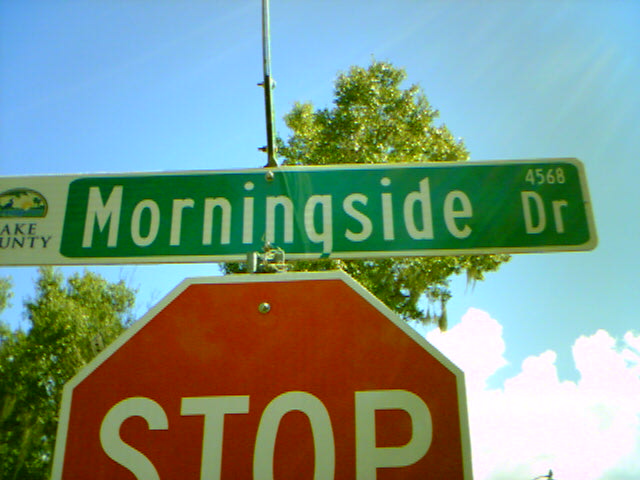 4568
Morningside Dr
AKE
UNTY
STOP